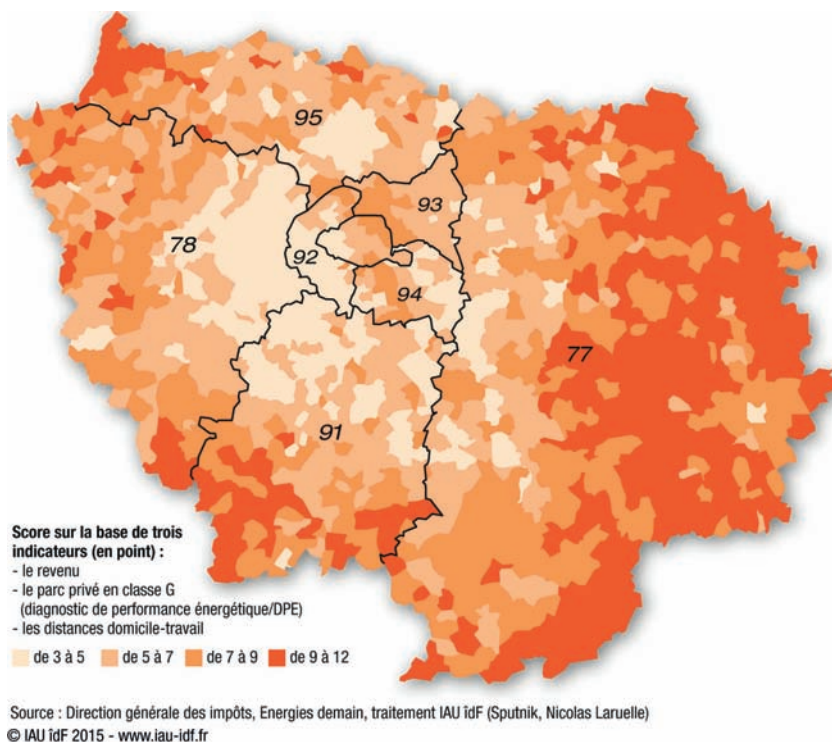 95
93
78
92
94
77
91
Score sur la base de trois
indicateurs (en point) :
- le revenu
- le parc privé en classe G
(diagnostic de performance énergétique/DPE)
- les distances domicile-travail
de 3 à 5 de 5 à 7 de 7 à 9 de 9 à 12
Source : Direction générale des impôts, Energies demain, traitement IAU îdF (Sputnik, Nicolas Laruelle)
© IAU îdF 2015 - www.iau-idf.fr